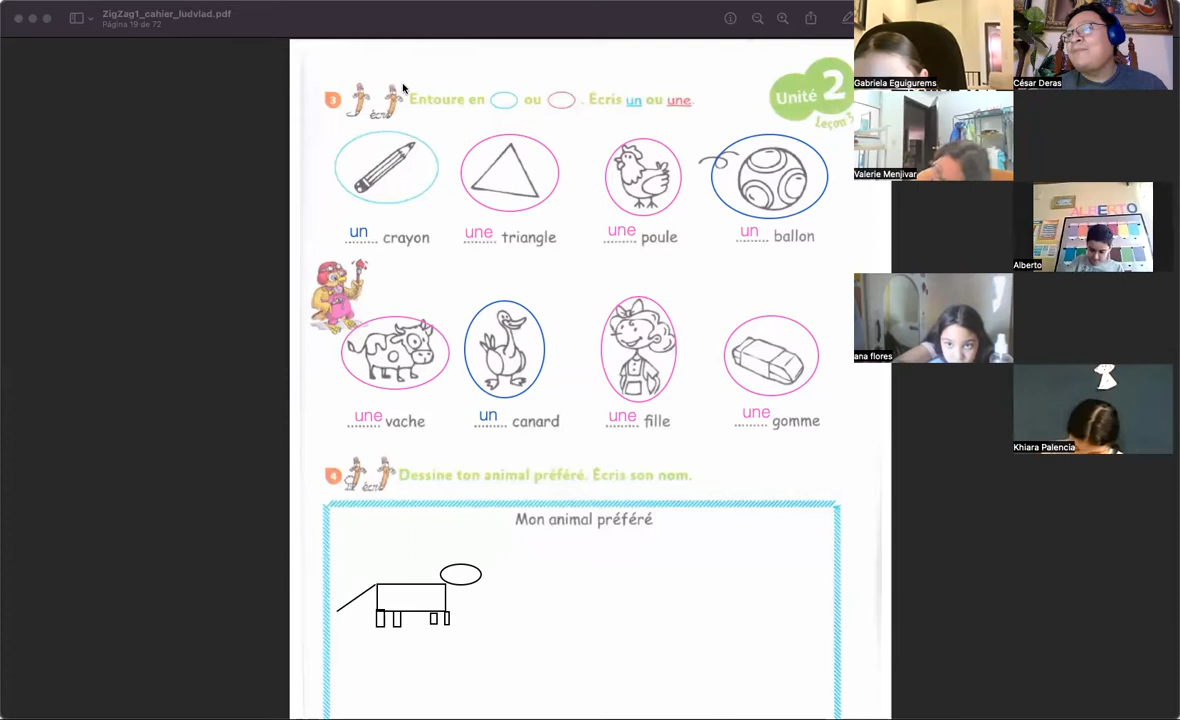 ZigZag1_cahier_ludvlad.pdf
Página 19 de 72
Unité 2
Leçon 3
3 écris Entoure en ou . Écris un ou une.
un crayon
une triangle
une poule
un ballon
une vache
un canard
une fille
une gomme
4 écris Dessine ton animal préféré. Écris son nom.
Mon animal préféré
Gabriela Eguigurems
César Deras
Valerie Menjivar
ALBERTO
Alberto
ana flores
Khiara Palencia